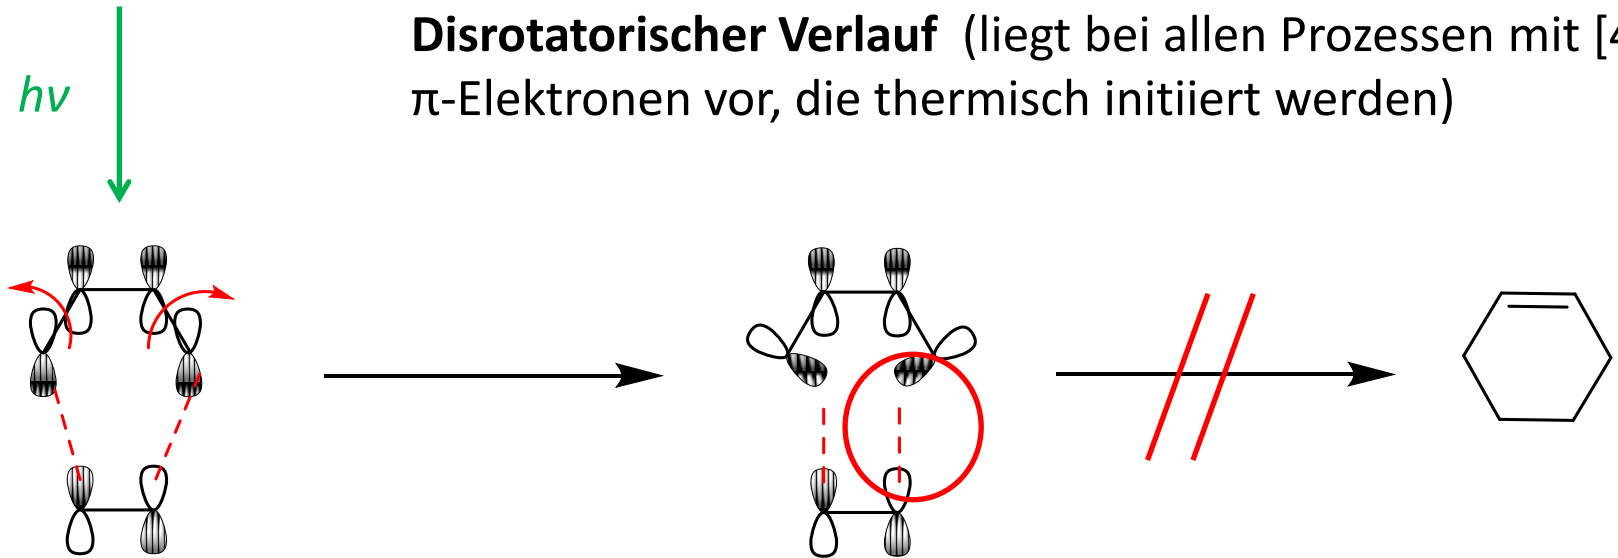 Disrotatorischer Verlauf (liegt bei allen Prozessen mit [4
hν
π-Elektronen vor, die thermisch initiiert werden)